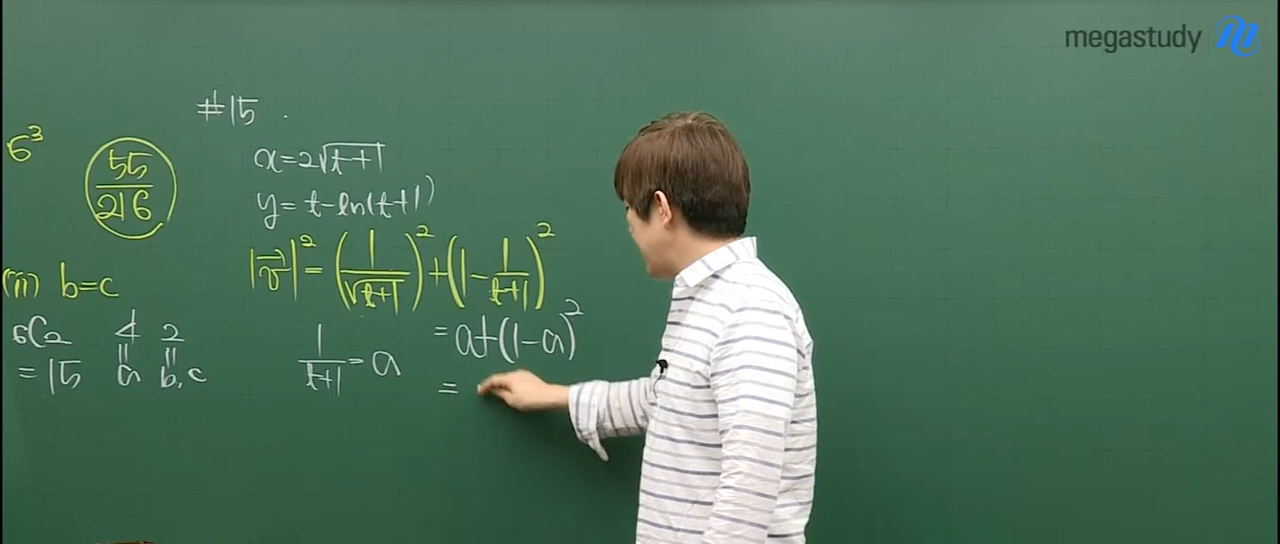 megastudy
6³
55/216
(iii) b=c
6C2 4 2
=15 a b,c
#15.
x=2√(t+1)
y=t-ln(t+1)
|v⃗|²=(1/√(t+1))²+(1-1/(t+1))²
1/(t+1)=a
=a+(1-a)²
=